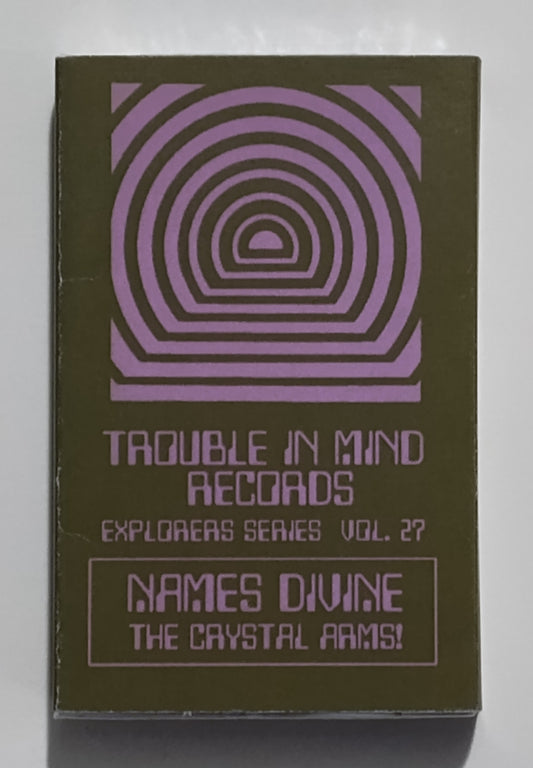 TROUBLE IN MIND
RECORDS
EXPLORERS SERIES VOL. 27
NAMES DIVINE
THE CRYSTAL ARMS!